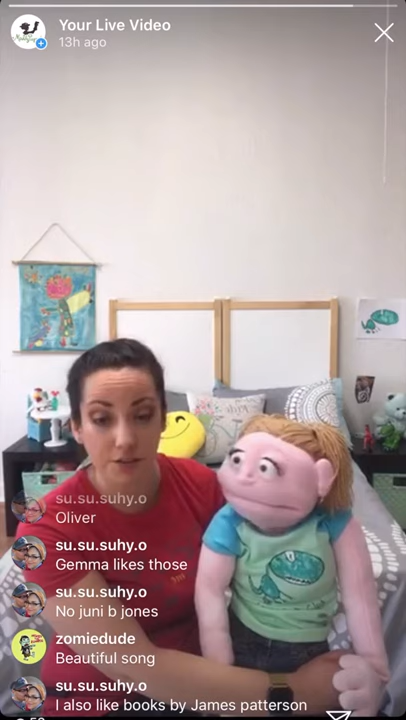 Your Live Video
13h ago
su.su.suhy.o
Oliver
su.su.suhy.o
Gemma likes those
su.su.suhy.o
No juni b jones
zomiedude
Beautiful song
su.su.suhy.o
I also like books by James patterson